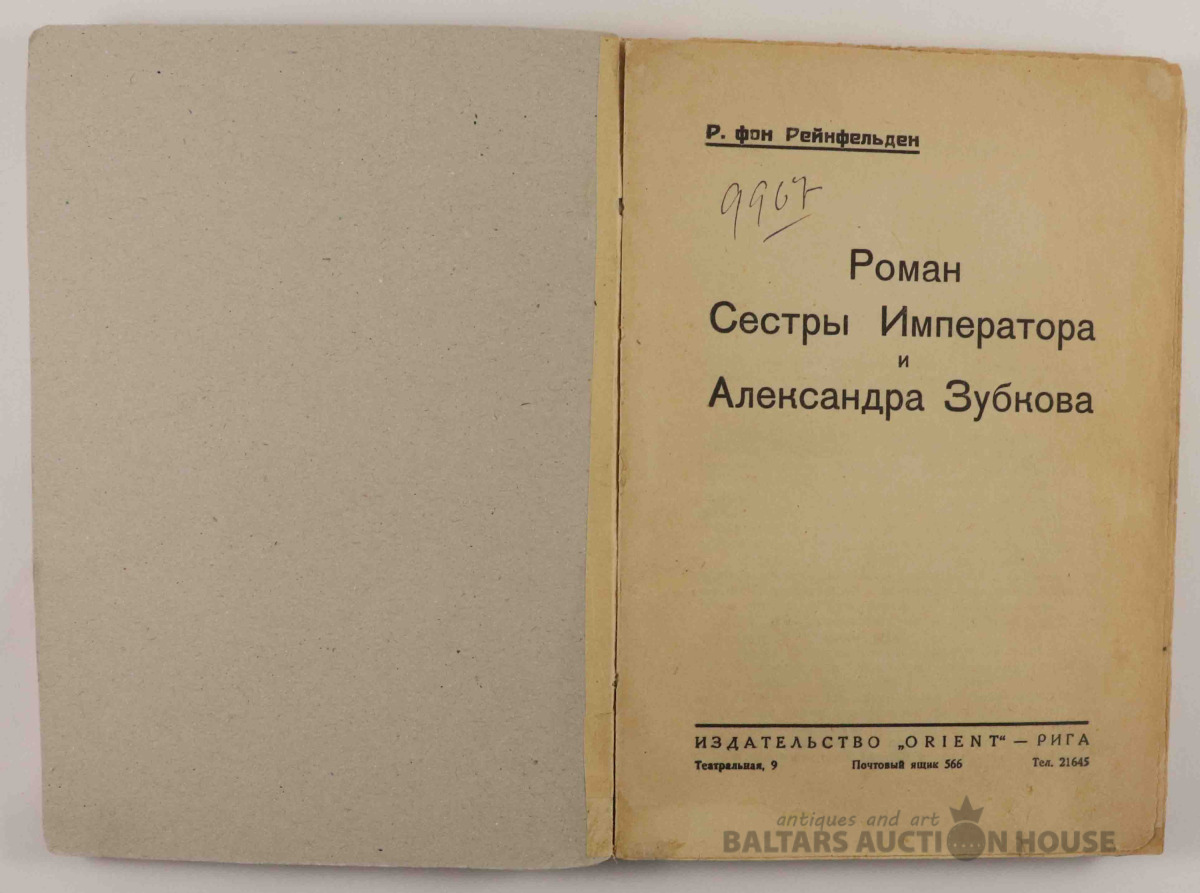 Р. фон Рейнфельден
9907
Роман
Сестры Императора
и
Александра Зубкова
ИЗДАТЕЛЬСТВО „ORIENT“ — РИГА
Театральная, 9 Почтовый ящик 566 Тел. 21645
antiques and art
BALTARS AUCTION HOUSE